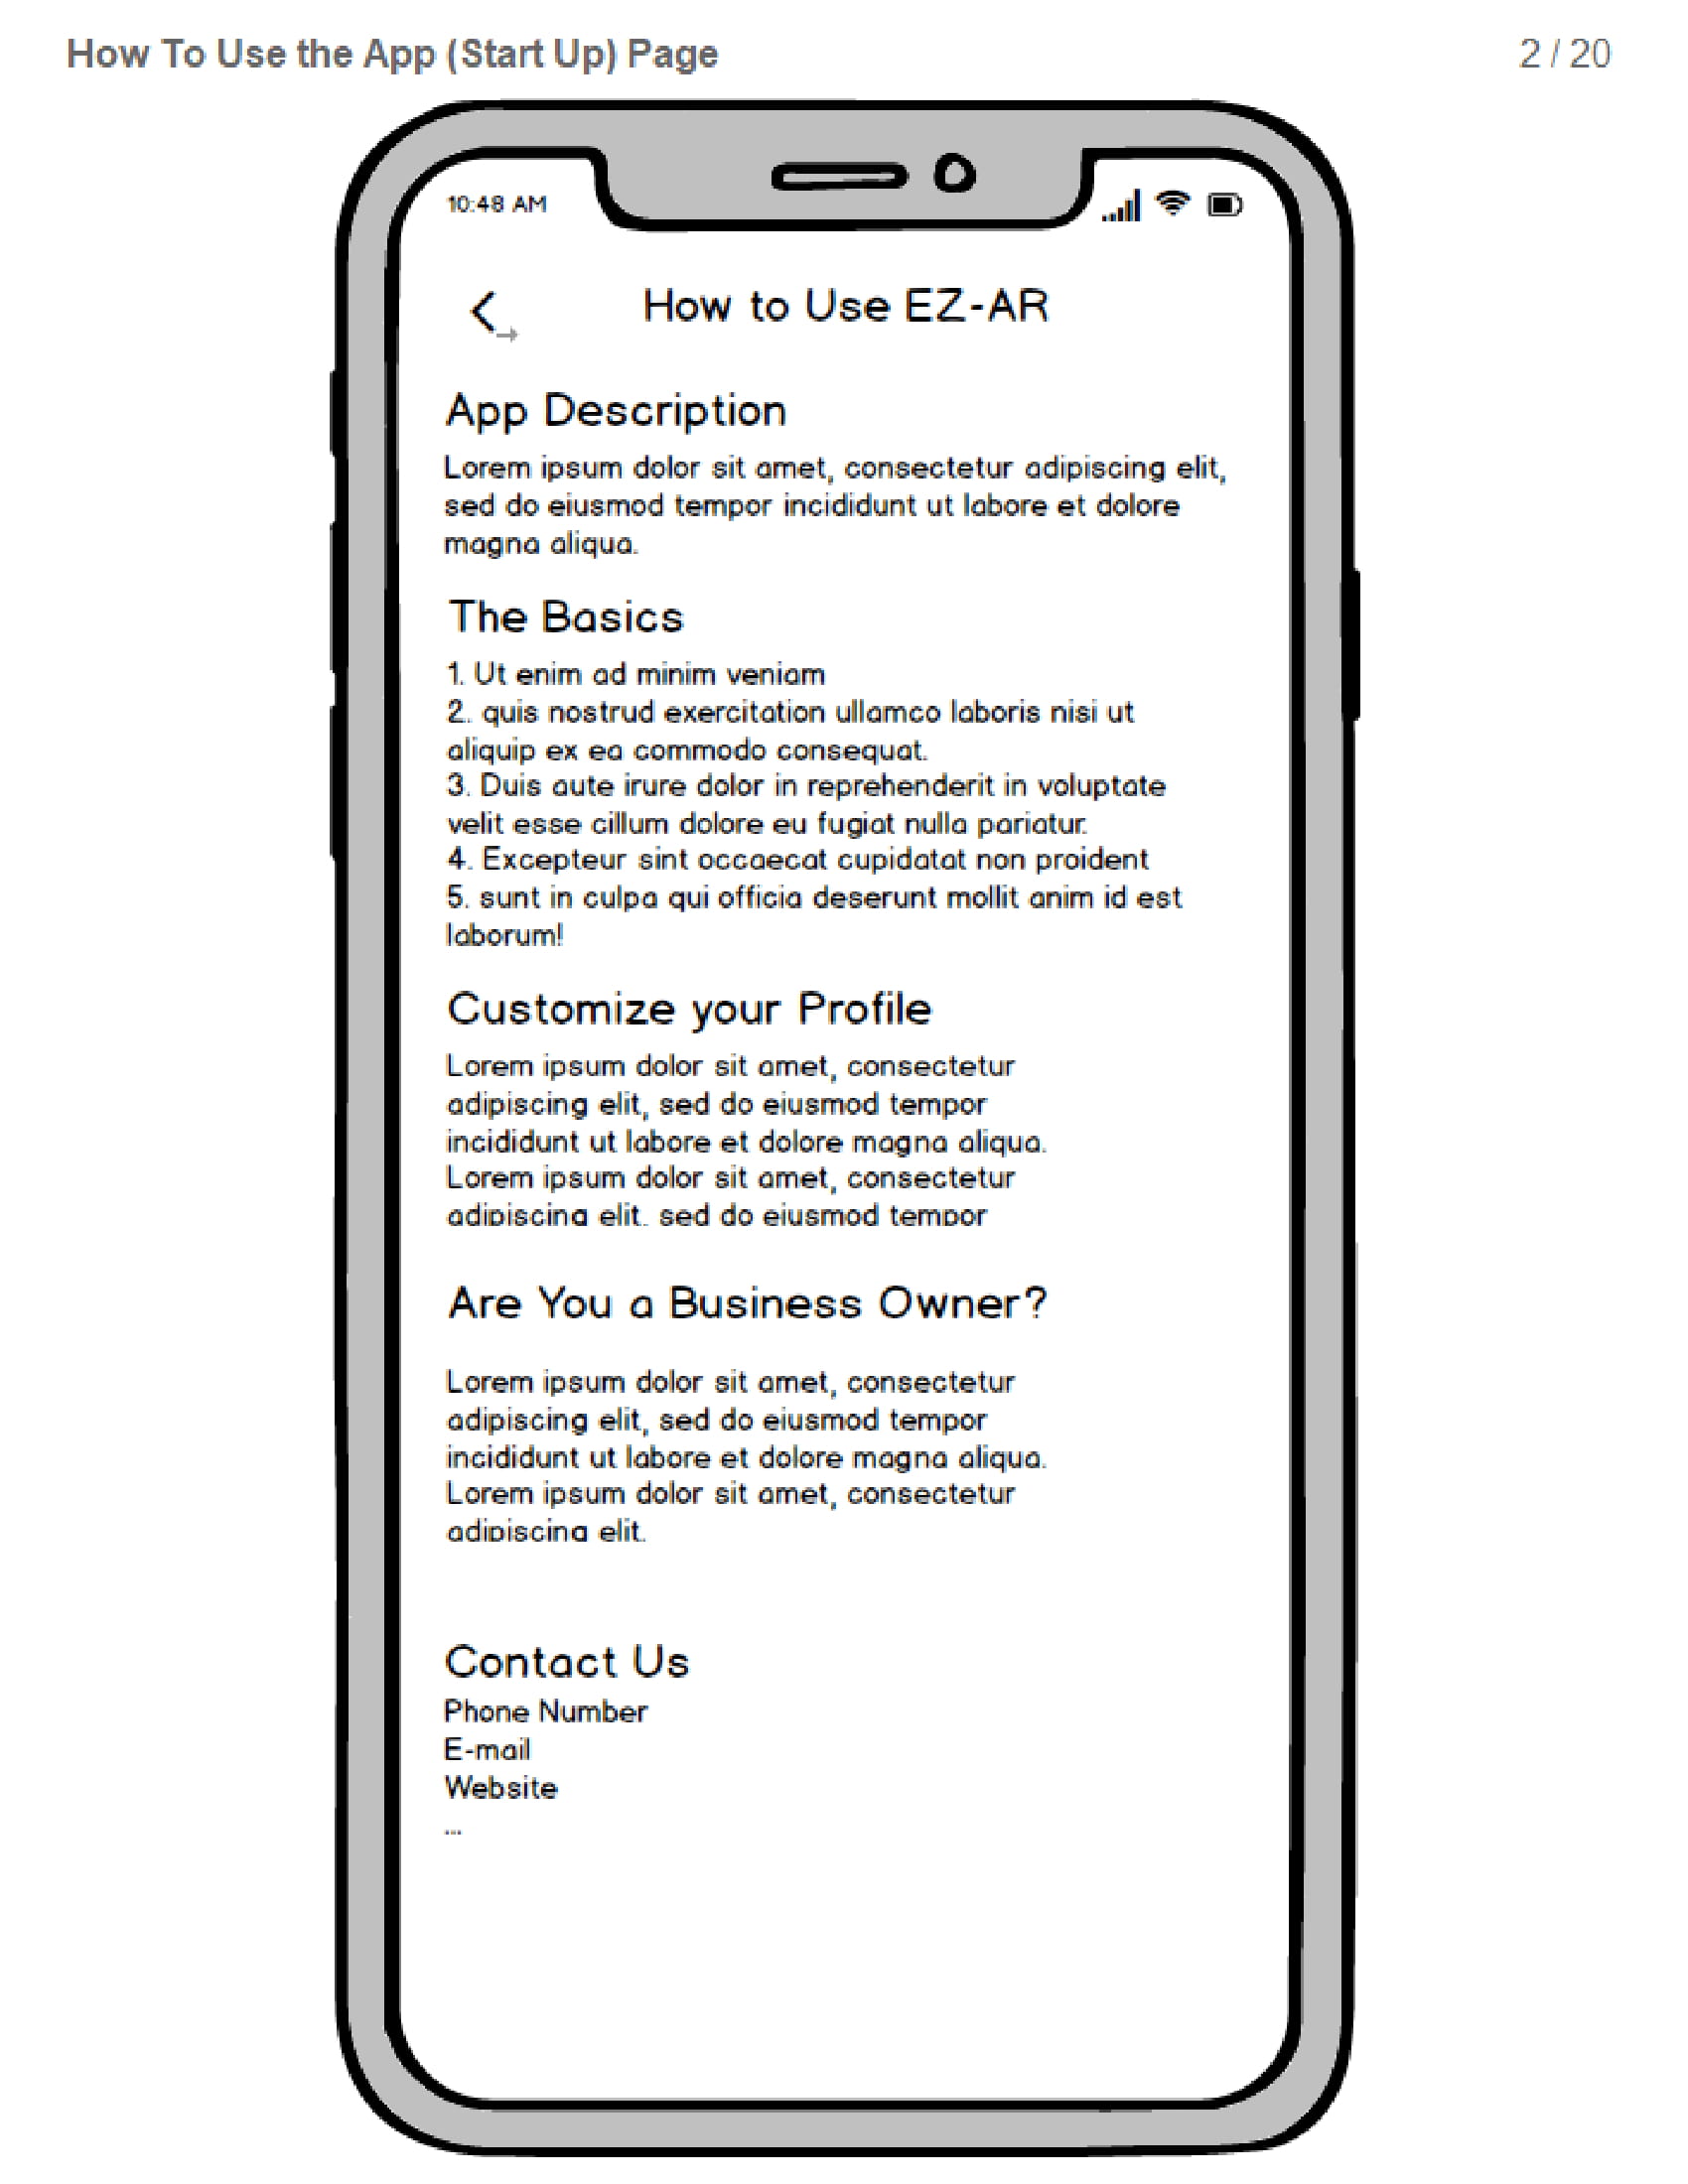 How To Use the App (Start Up) Page
2 / 20
10:48 AM
How to Use EZ-AR
App Description
Lorem ipsum dolor sit amet, consectetur adipiscing elit,
sed do eiusmod tempor incididunt ut labore et dolore
magna aliqua.
The Basics
1. Ut enim ad minim veniam
2. quis nostrud exercitation ullamco laboris nisi ut
aliquip ex ea commodo consequat.
3. Duis aute irure dolor in reprehenderit in voluptate
velit esse cillum dolore eu fugiat nulla pariatur.
4. Excepteur sint occaecat cupidatat non proident
5. sunt in culpa qui officia deserunt mollit anim id est
laborum!
Customize your Profile
Lorem ipsum dolor sit amet, consectetur
adipiscing elit, sed do eiusmod tempor
incididunt ut labore et dolore magna aliqua.
Lorem ipsum dolor sit amet, consectetur
adipiscing elit, sed do eiusmod tempor
Are You a Business Owner?
Lorem ipsum dolor sit amet, consectetur
adipiscing elit, sed do eiusmod tempor
incididunt ut labore et dolore magna aliqua.
Lorem ipsum dolor sit amet, consectetur
adipiscing elit.
Contact Us
Phone Number
E-mail
Website
...